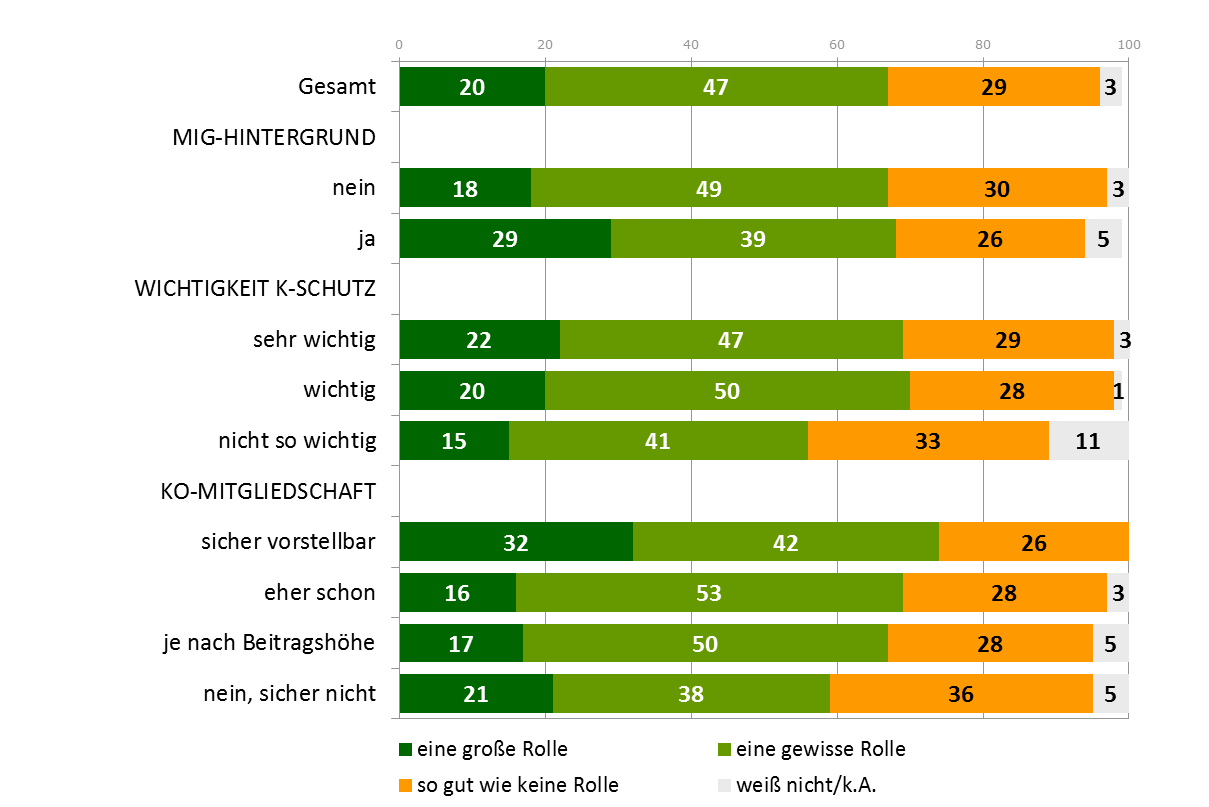 0 20 40 60 80 100
Gesamt 20 47 29 3
MIG-HINTERGRUND
nein 18 49 30 3
ja 29 39 26 5
WICHTIGKEIT K-SCHUTZ
sehr wichtig 22 47 29 3
wichtig 20 50 28 1
nicht so wichtig 15 41 33 11
KO-MITGLIEDSCHAFT
sicher vorstellbar 32 42 26
eher schon 16 53 28 3
je nach Beitragshöhe 17 50 28 5
nein, sicher nicht 21 38 36 5
eine große Rolle eine gewisse Rolle
so gut wie keine Rolle weiß nicht/k.A.